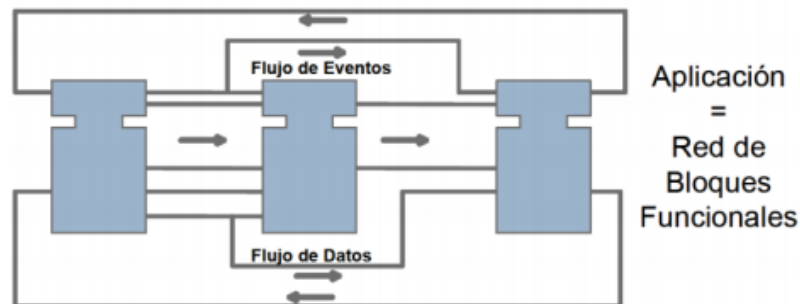 Flujo de Eventos
Flujo de Datos
Aplicación
=
Red de
Bloques
Funcionales